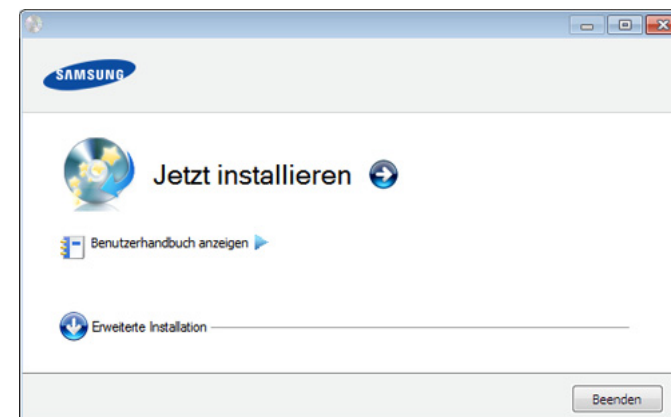 SAMSUNG
Jetzt installieren
Benutzerhandbuch anzeigen
Erweiterte Installation
Beenden